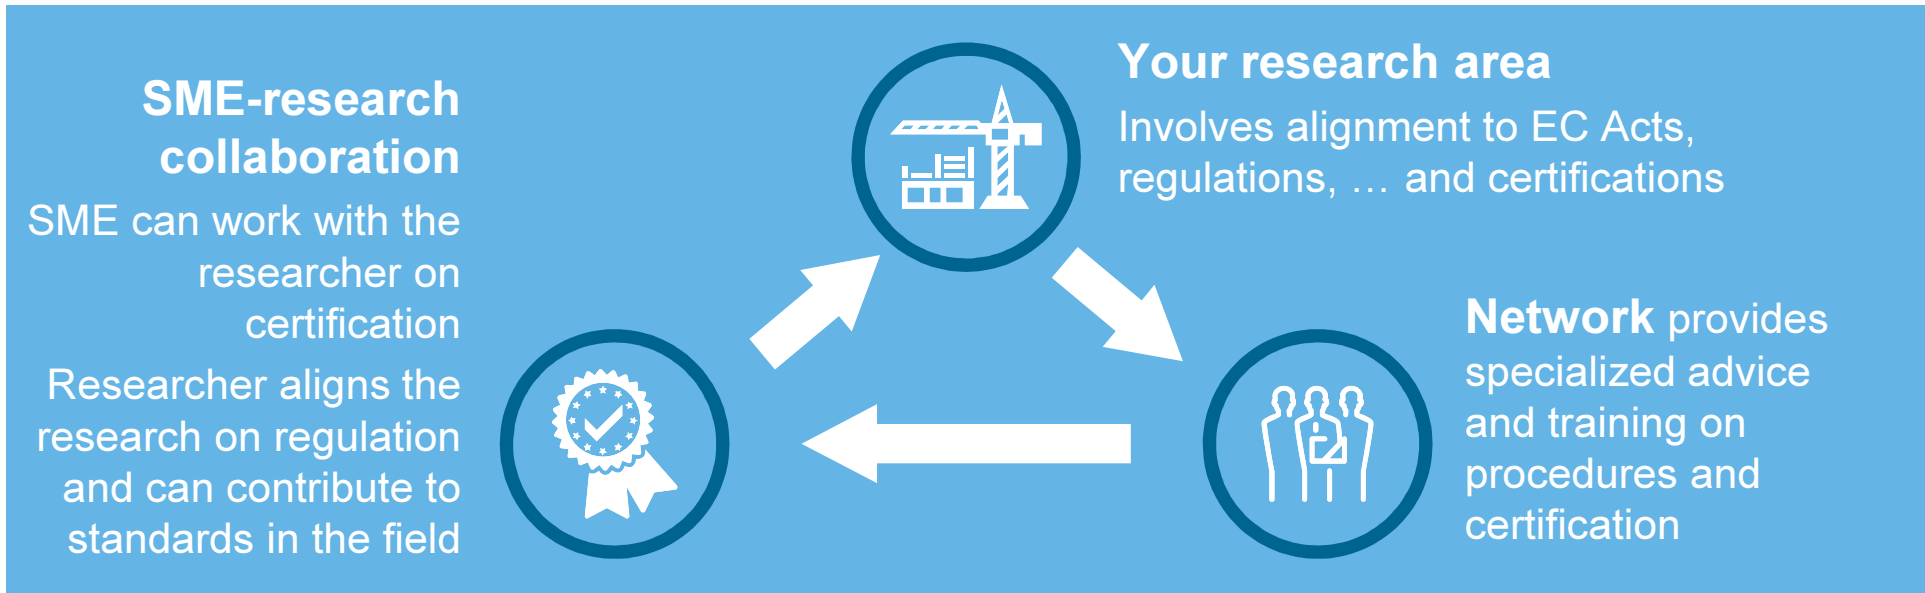 SME-research
collaboration
SME can work with the
researcher on
certification
Researcher aligns the
research on regulation
and can contribute to
standards in the field
Your research area
Involves alignment to EC Acts,
regulations, … and certifications
Network provides
specialized advice
and training on
procedures and
certification